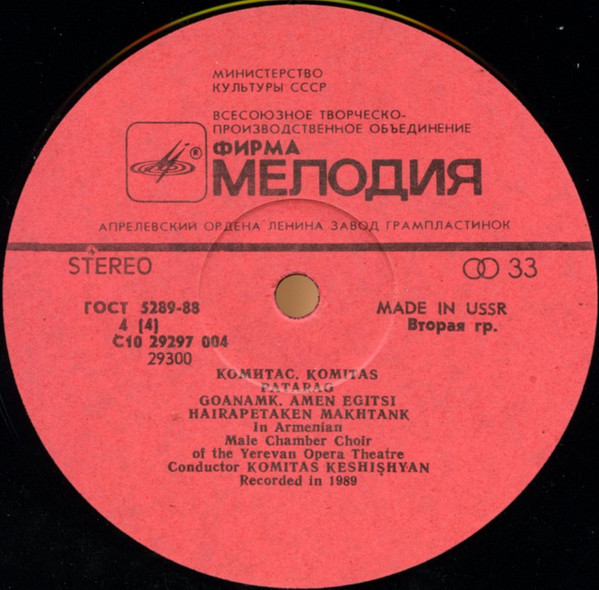 МИНИСТЕРСТВО
КУЛЬТУРЫ СССР
ВСЕСОЮЗНОЕ ТВОРЧЕСКО-
ПРОИЗВОДСТВЕННОЕ ОБЪЕДИНЕНИЕ
ФИРМА
® МЕЛОДИЯ
АПРЕЛЕВСКИЙ ОРДЕНА ЛЕНИНА ЗАВОД ГРАМПЛАСТИНОК
STEREO
33
ГОСТ 5289-88
4 (4)
С10 29297 004
29300
MADE IN USSR
Вторая гр.
КОМИТАС. KOMITAS
PATARAG
GOANAMK. AMEN EGITSI
HAIRAPETAKEN MAKHTANK
In Armenian
Male Chamber Choir
of the Yerevan Opera Theatre
Conductor KOMITAS KESHISHYAN
Recorded in 1989